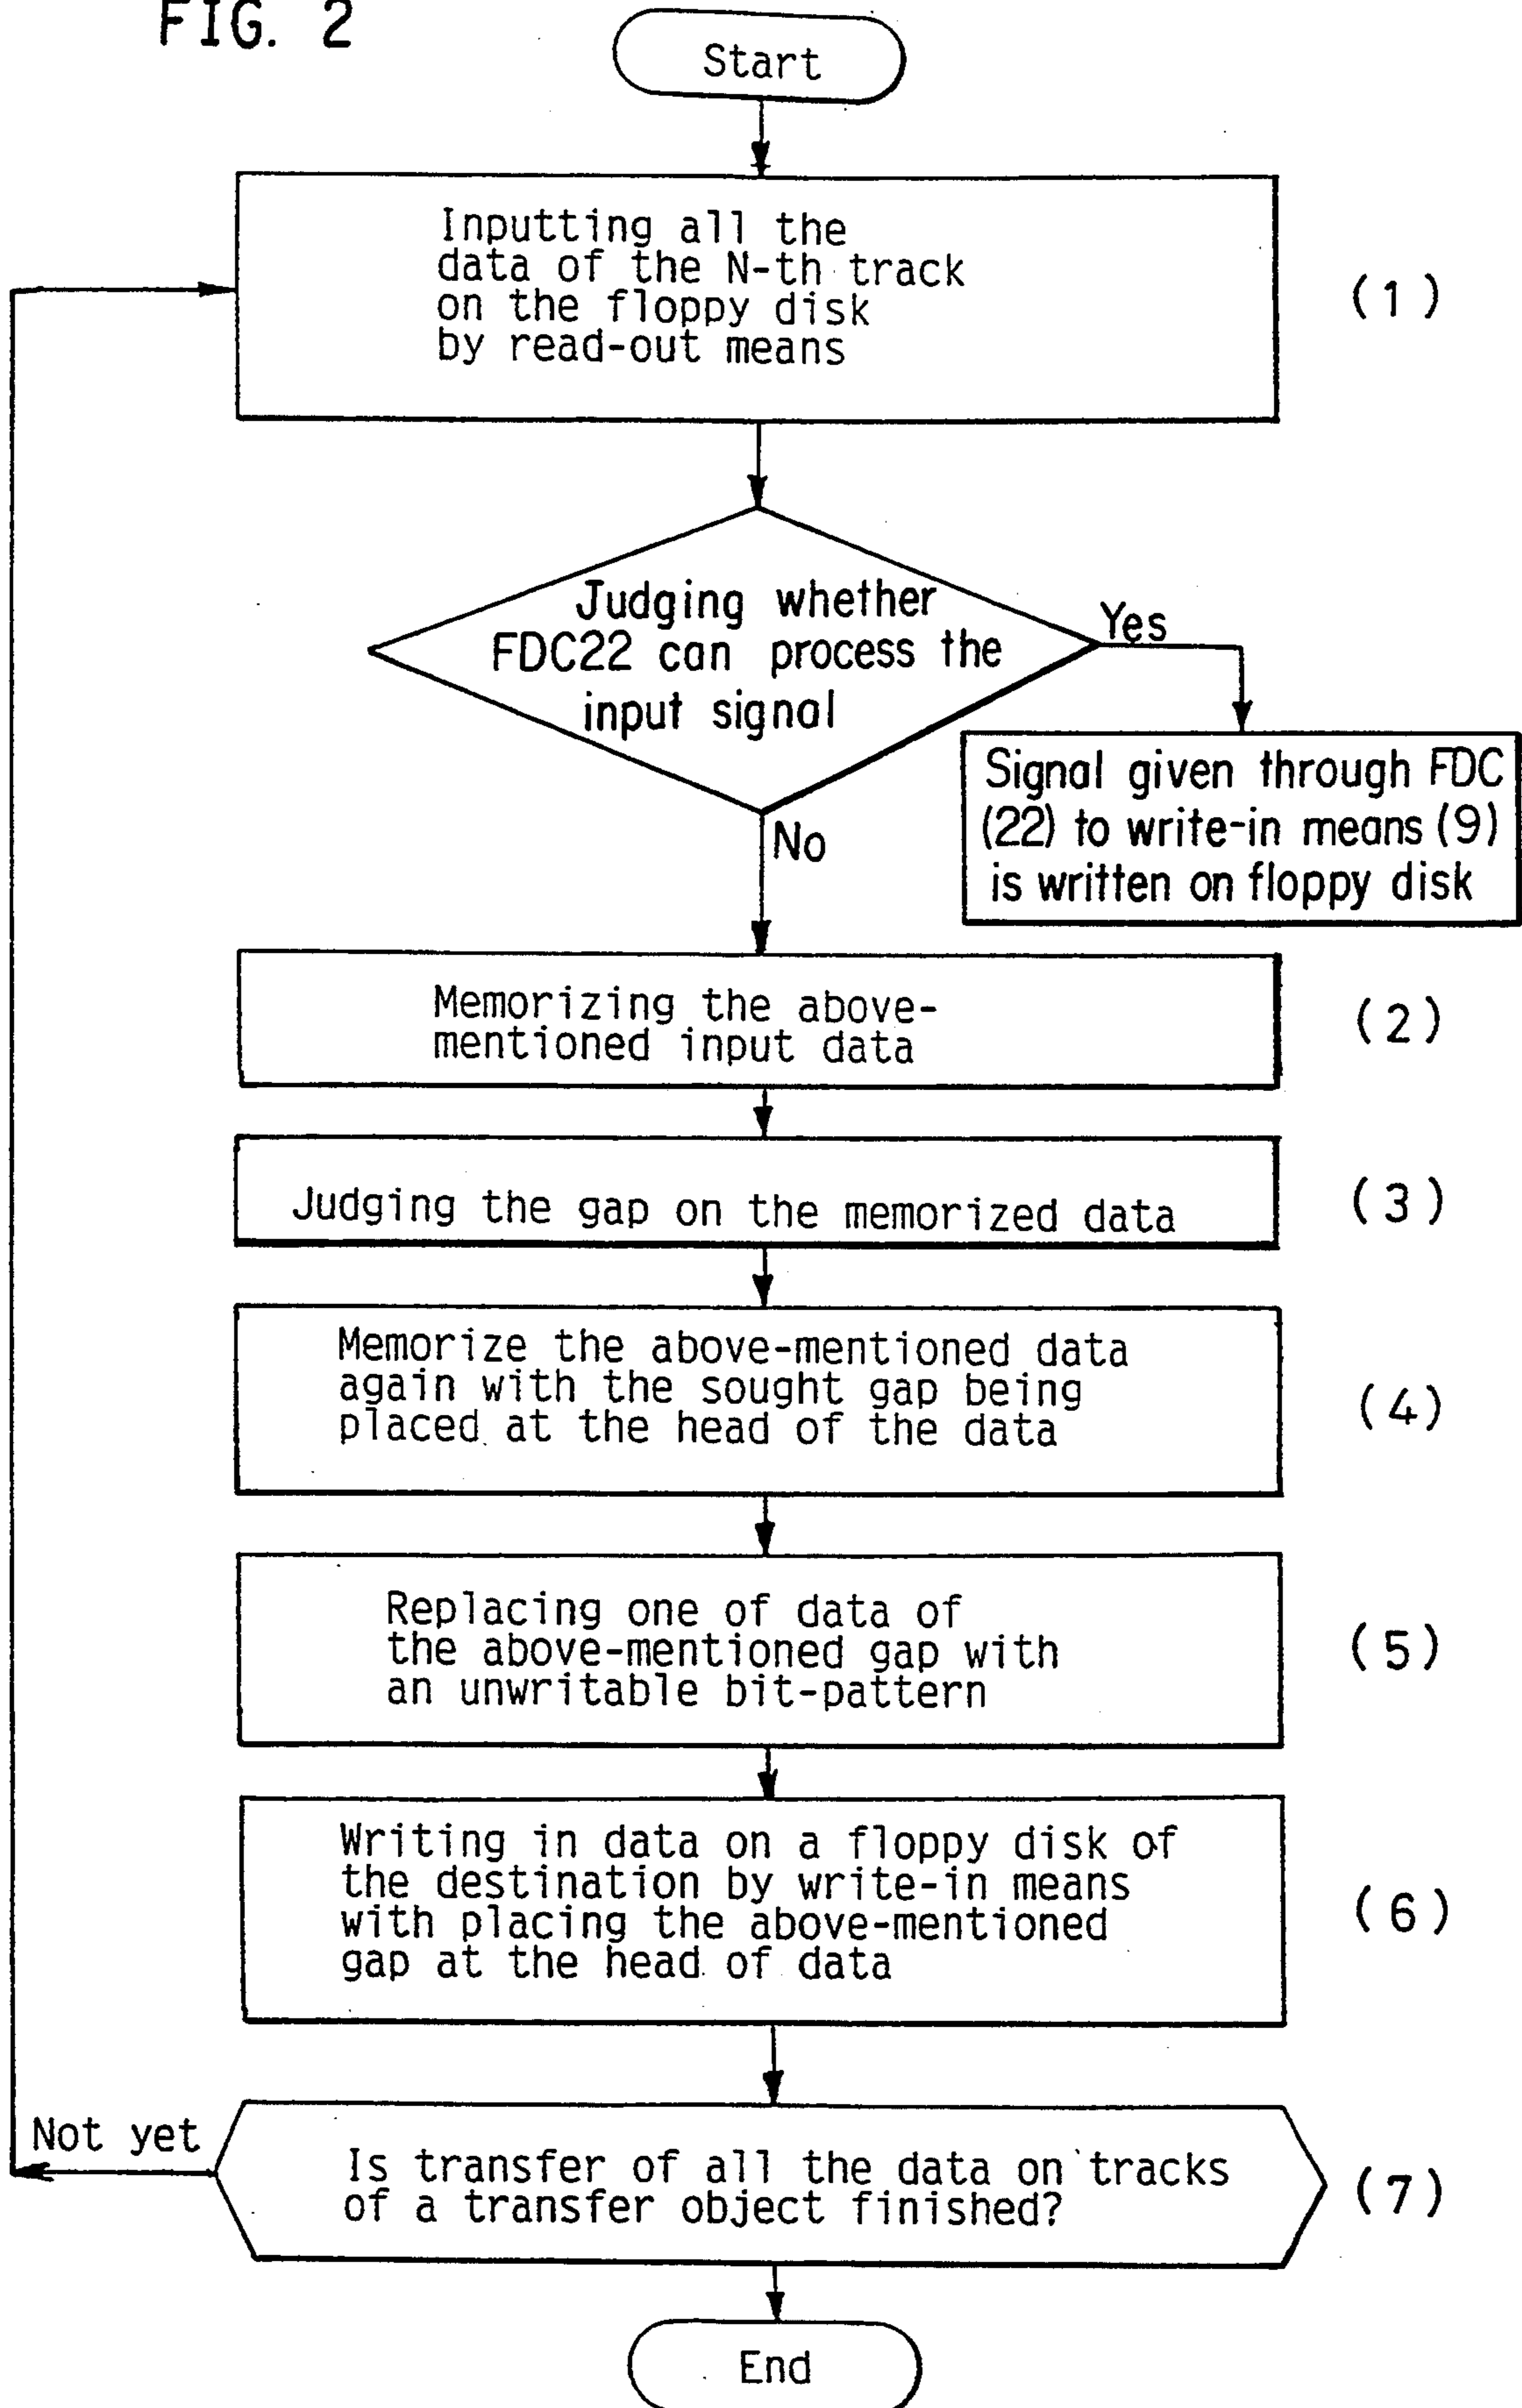 FIG. 2
Start
Inputting all the
data of the N-th track
on the floppy disk
by read-out means
(1)
Judging whether
FDC22 can process the
input signal
Yes
Signal given through FDC
(22) to write-in means (9)
is written on floppy disk
No
Memorizing the above-
mentioned input data
(2)
Judging the gap on the memorized data
(3)
Memorize the above-mentioned data
again with the sought gap being
placed at the head of the data
(4)
Replacing one of data of
the above-mentioned gap with
an unwritable bit-pattern
(5)
Writing in data on a floppy disk of
the destination by write-in means
with placing the above-mentioned
gap at the head of data
(6)
Not yet
Is transfer of all the data on tracks
of a transfer object finished?
(7)
End